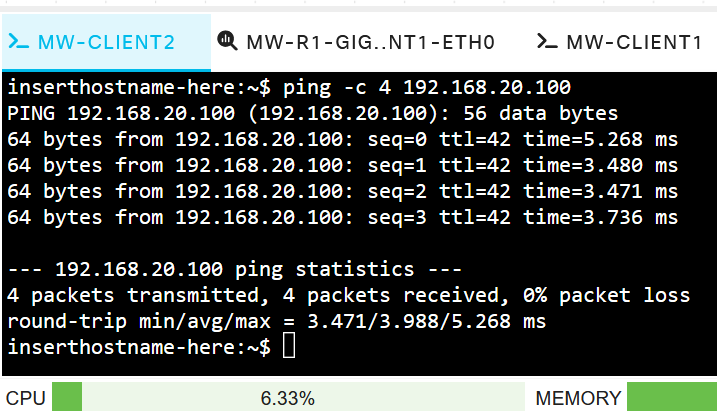 MW-CLIENT2 MW-R1-GIG..NT1-ETH0 MW-CLIENT1
inserthostname-here:~$ ping -c 4 192.168.20.100
PING 192.168.20.100 (192.168.20.100): 56 data bytes
64 bytes from 192.168.20.100: seq=0 ttl=42 time=5.268 ms
64 bytes from 192.168.20.100: seq=1 ttl=42 time=3.480 ms
64 bytes from 192.168.20.100: seq=2 ttl=42 time=3.471 ms
64 bytes from 192.168.20.100: seq=3 ttl=42 time=3.736 ms
--- 192.168.20.100 ping statistics ---
4 packets transmitted, 4 packets received, 0% packet loss
round-trip min/avg/max = 3.471/3.988/5.268 ms
inserthostname-here:~$
CPU 6.33% MEMORY